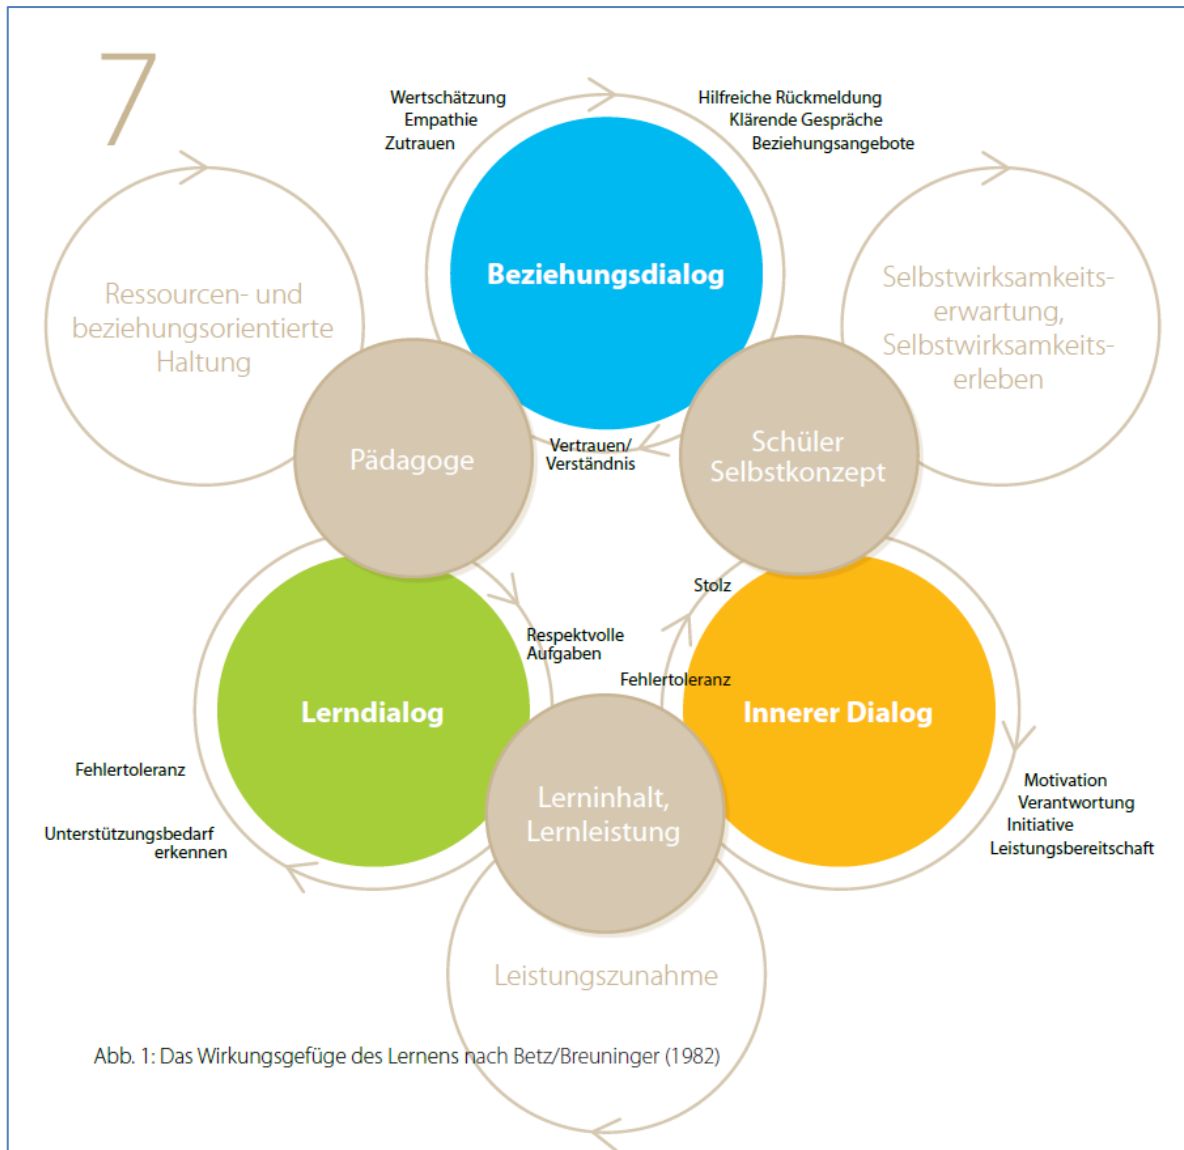 7
Wertschätzung
Empathie
Zutrauen
Hilfreiche Rückmeldung
Klärende Gespräche
Beziehungsangebote
Beziehungsdialog
Ressourcen- und
beziehungsorientierte
Haltung
Selbstwirksamkeits-
erwartung,
Selbstwirksamkeits-
erleben
Pädagoge
Vertrauen/
Verständnis
Schüler
Selbstkonzept
Stolz
Respektvolle
Aufgaben
Fehlertoleranz
Lerndialog
Innerer Dialog
Fehlertoleranz
Unterstützungsbedarf
erkennen
Lerninhalt,
Lernleistung
Motivation
Verantwortung
Initiative
Leistungsbereitschaft
Leistungszunahme
Abb. 1: Das Wirkungsgefüge des Lernens nach Betz/Breuninger (1982)